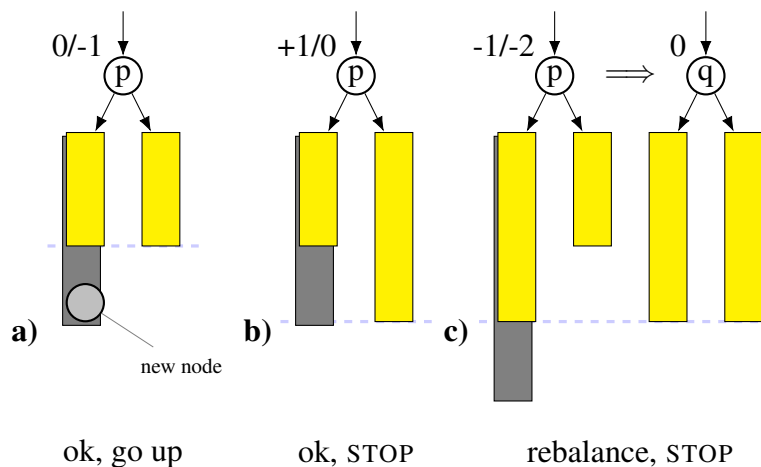 0/-1
p
+1/0
p
-1/-2
p
⟹
0
q
a)
b)
c)
new node
ok, go up
ok, STOP
rebalance, STOP